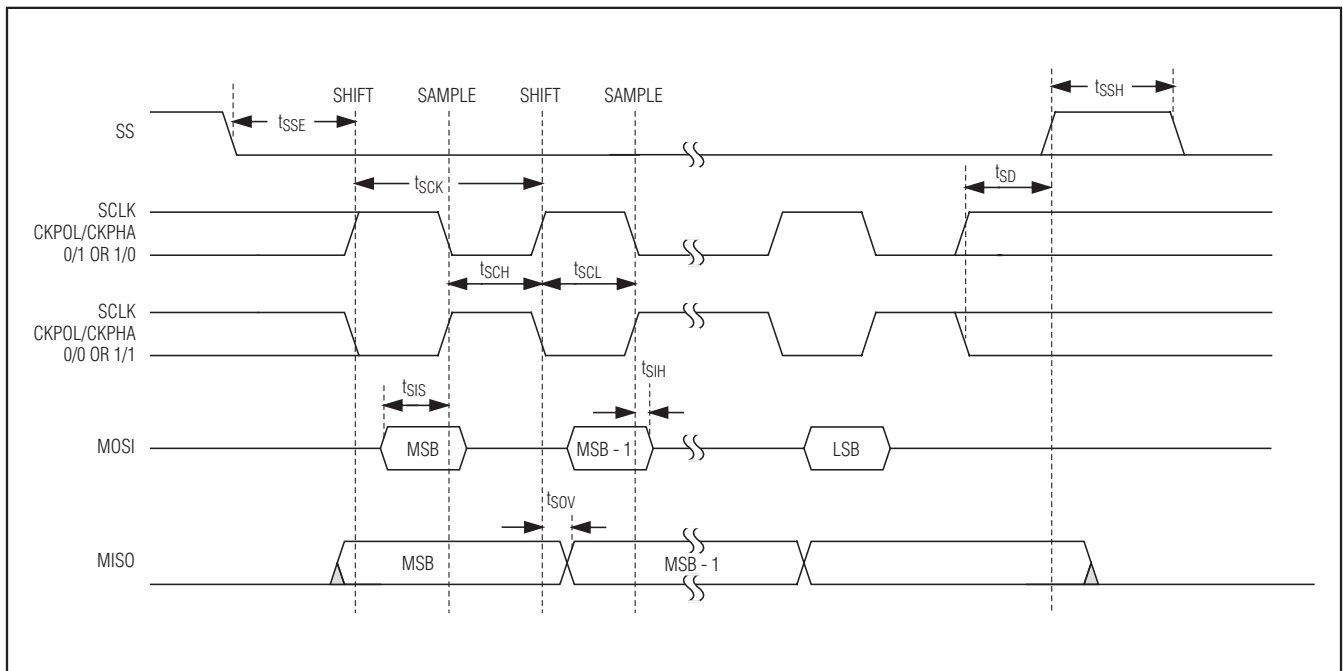 SHIFT SAMPLE SHIFT SAMPLE
tSSH
SS
tSSE
tSD
tSCK
SCLK
CKPOL/CKPHA
0/1 OR 1/0
tSCH tSCL
SCLK
CKPOL/CKPHA
0/0 OR 1/1
tSIH
tSIS
MOSI MSB MSB - 1 LSB
tSOV
MISO MSB MSB - 1